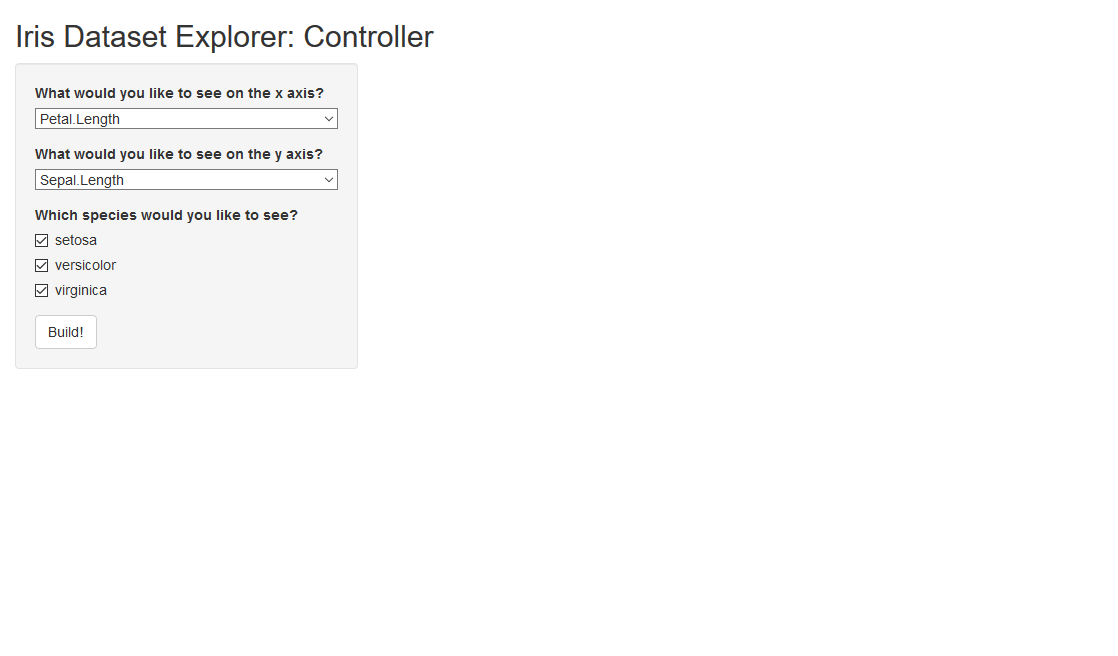 Iris Dataset Explorer: Controller
What would you like to see on the x axis?
Petal.Length
What would you like to see on the y axis?
Sepal.Length
Which species would you like to see?
setosa
versicolor
virginica
Build!